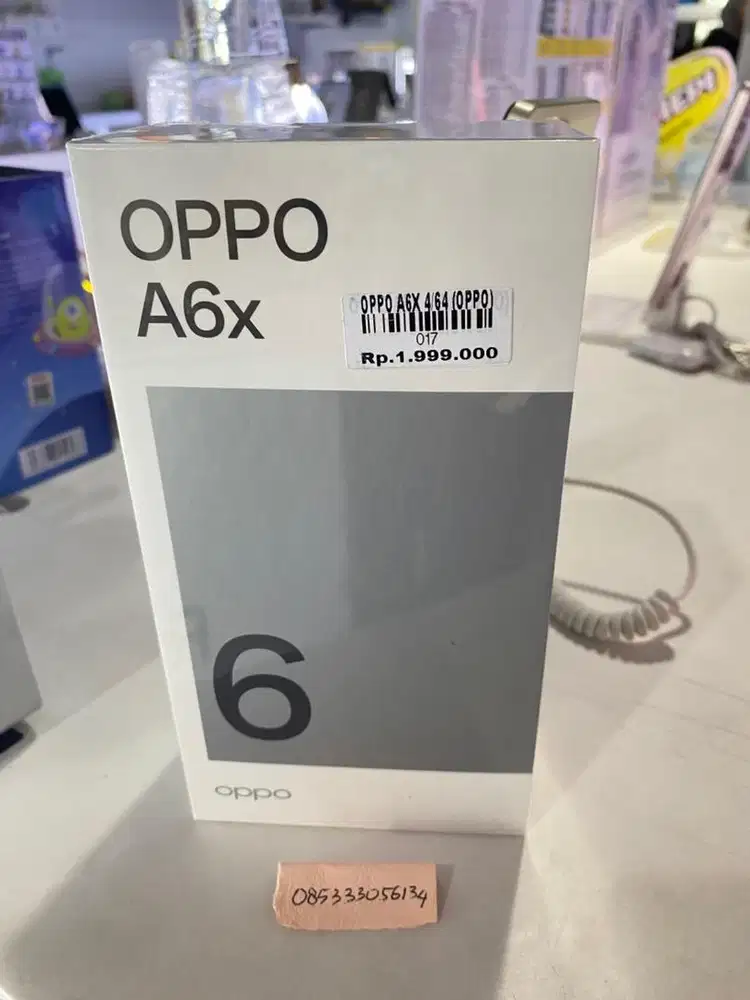 OPPO
A6x
OPPO A6X 4/64 (OPPO)
017
Rp.1.999.000
6
oppo
085333056134